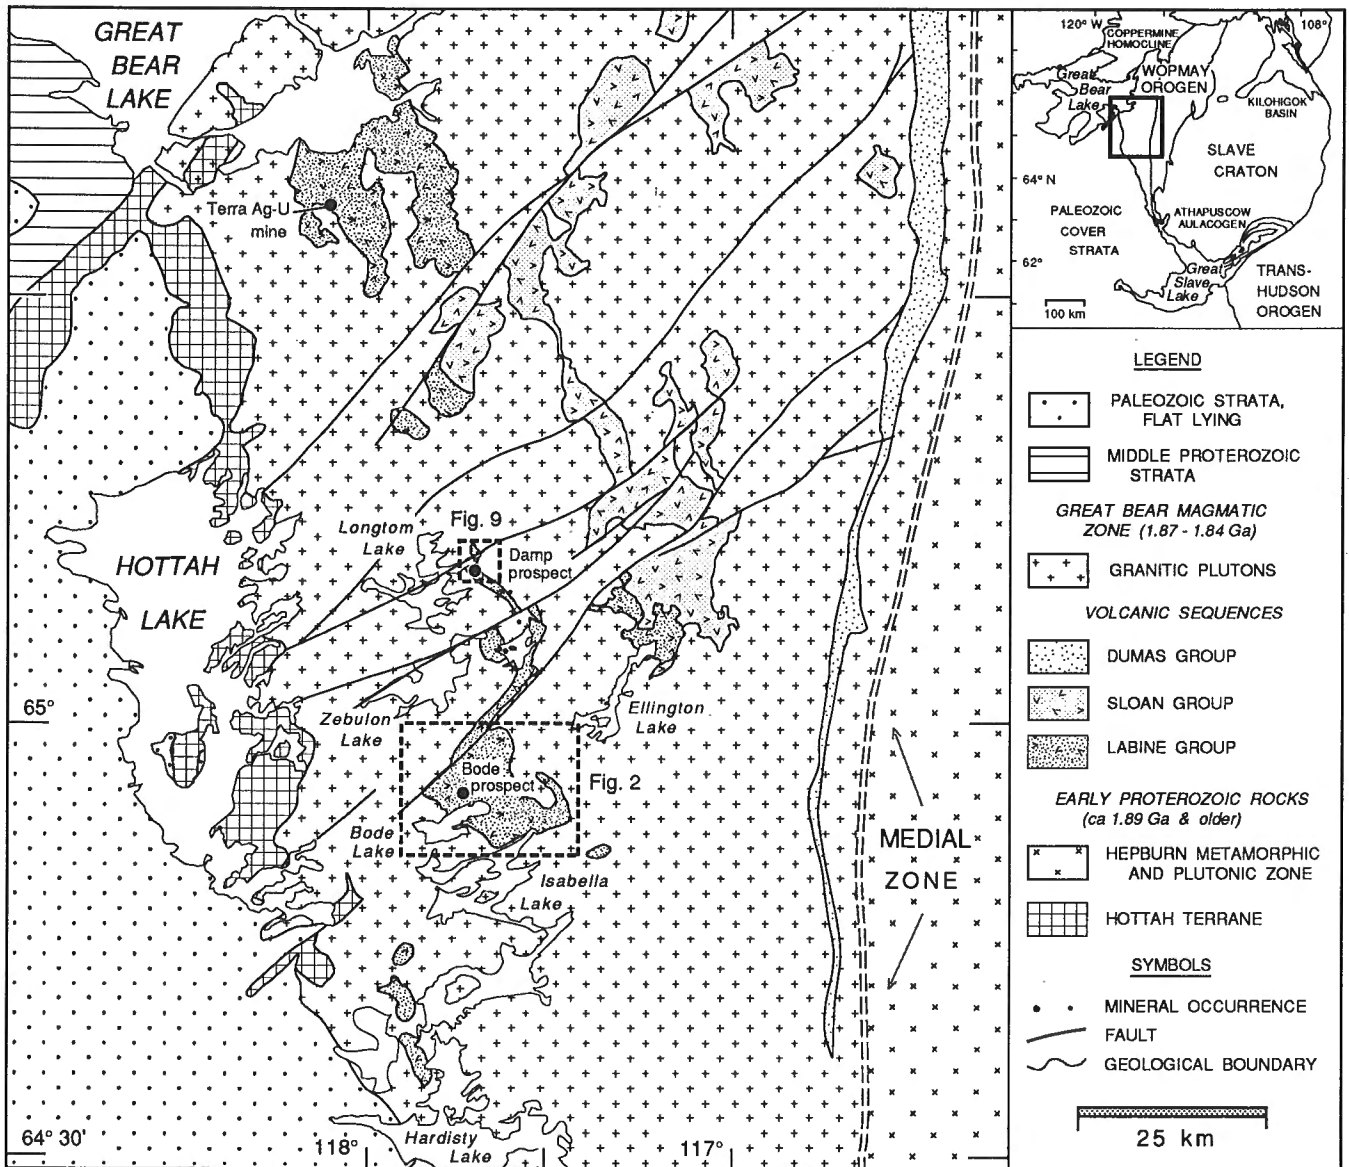 GREAT
BEAR
LAKE
Terra Ag-U
mine
HOTTAH
LAKE
Longtom
Lake
Fig. 9
Damp
prospect
65°
Zebulon
Lake
Ellington
Lake
Bode
prospect
Fig. 2
Bode
Lake
Isabella
Lake
MEDIAL
ZONE
64° 30'
118°
Hardisty
Lake
117°
120° W
108°
COPPERMINE
HOMOCLINE
Great
Bear
Lake
WOPMAY
OROGEN
KILOHIGOK
BASIN
SLAVE
CRATON
64° N
PALEOZOIC
COVER
STRATA
ATHAPUSCOW
AULACOGEN
62°
Great
Slave
Lake
TRANS-
HUDSON
OROGEN
100 km
LEGEND
PALEOZOIC STRATA,
FLAT LYING
MIDDLE PROTEROZOIC
STRATA
GREAT BEAR MAGMATIC
ZONE (1.87 - 1.84 Ga)
GRANITIC PLUTONS
VOLCANIC SEQUENCES
DUMAS GROUP
SLOAN GROUP
LABINE GROUP
EARLY PROTEROZOIC ROCKS
(ca 1.89 Ga & older)
HEPBURN METAMORPHIC
AND PLUTONIC ZONE
HOTTAH TERRANE
SYMBOLS
MINERAL OCCURRENCE
FAULT
GEOLOGICAL BOUNDARY
25 km